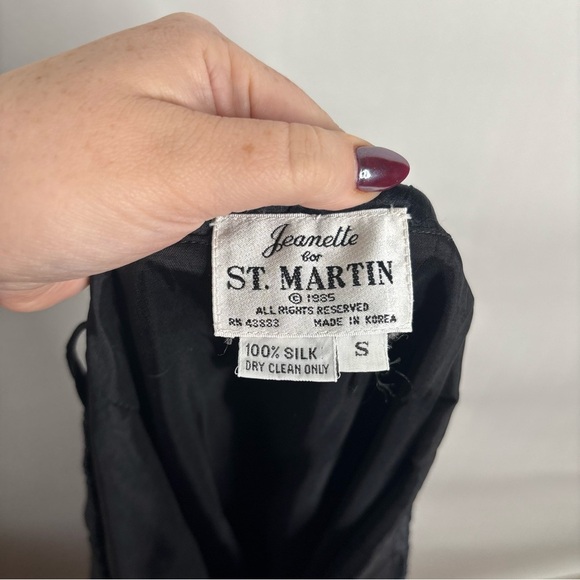 Jeanette
for
ST. MARTIN
© 1985
ALL RIGHTS RESERVED
RN 43883 MADE IN KOREA
100% SILK S
DRY CLEAN ONLY